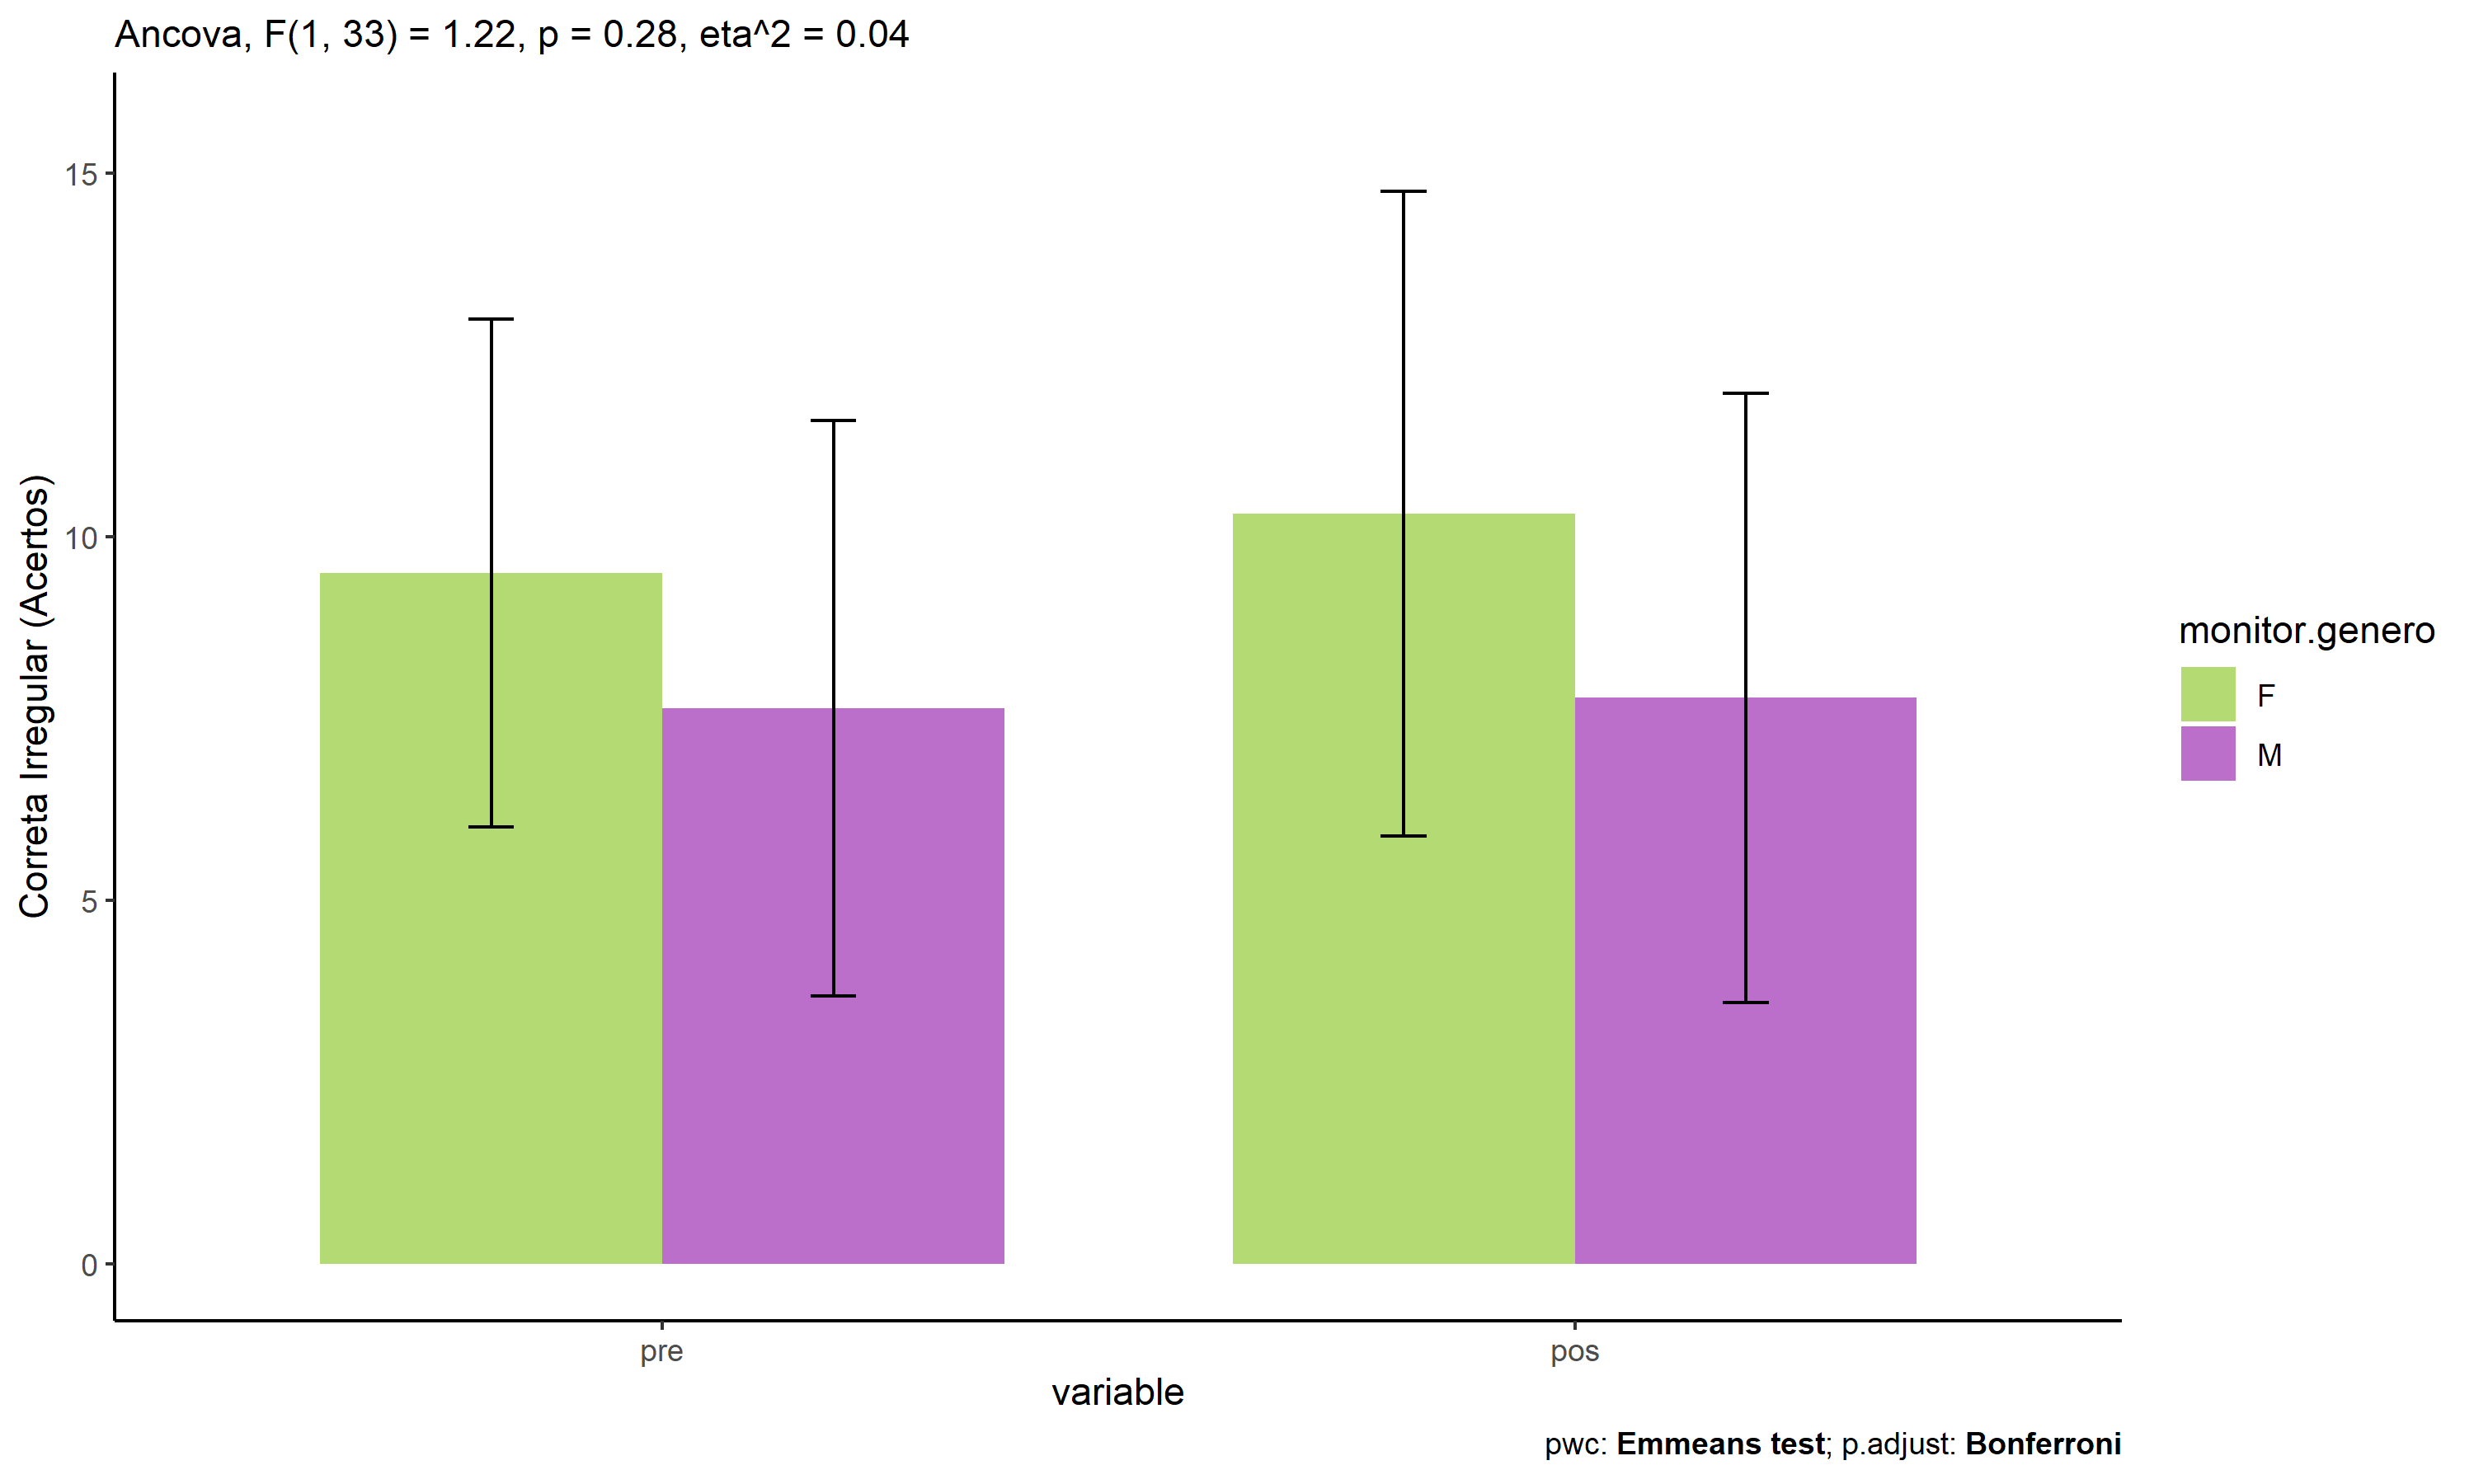 Ancova, F(1, 33) = 1.22, p = 0.28, eta^2 = 0.04
Correta Irregular (Acertos)
15
10
5
0
pre
pos
variable
monitor.genero
F
M
pwc: Emmeans test; p.adjust: Bonferroni